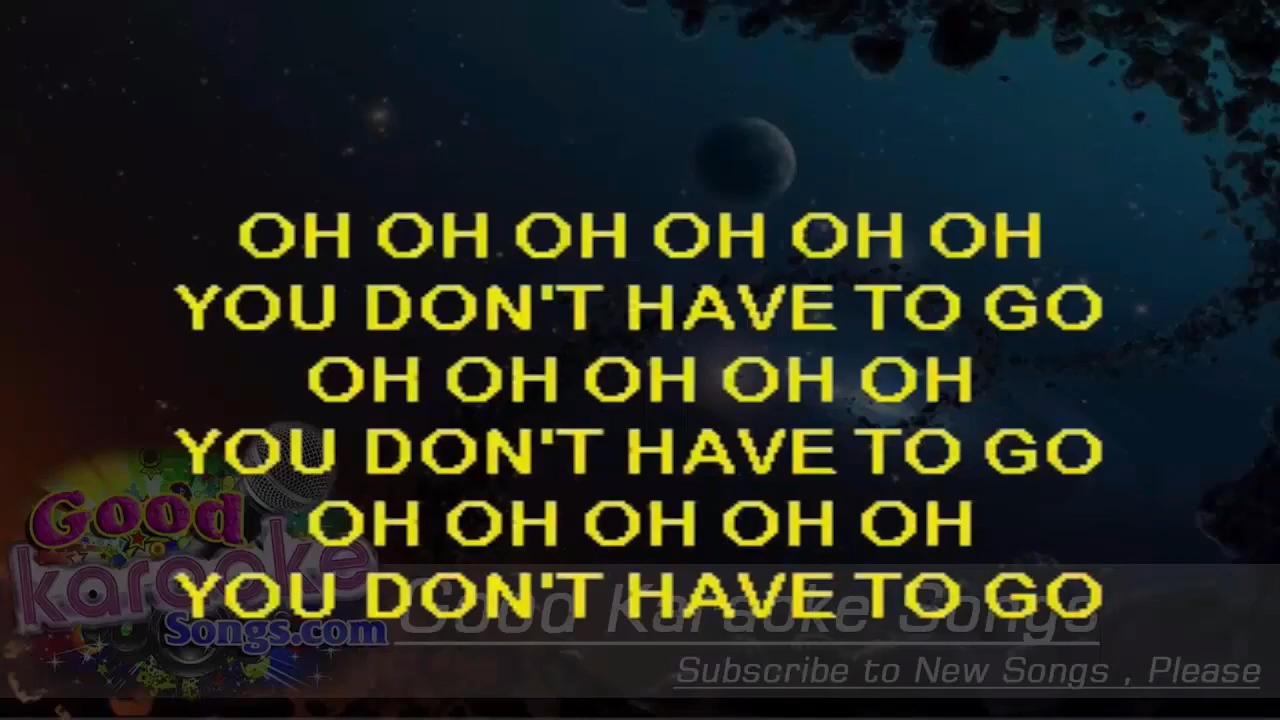 OH OH OH OH OH OH
YOU DON'T HAVE TO GO
OH OH OH OH OH
YOU DON'T HAVE TO GO
OH OH OH OH OH
YOU DON'T HAVE TO GO
Good
karaoke
Songs.com
Good Karaoke Songs
Subscribe to New Songs , Please